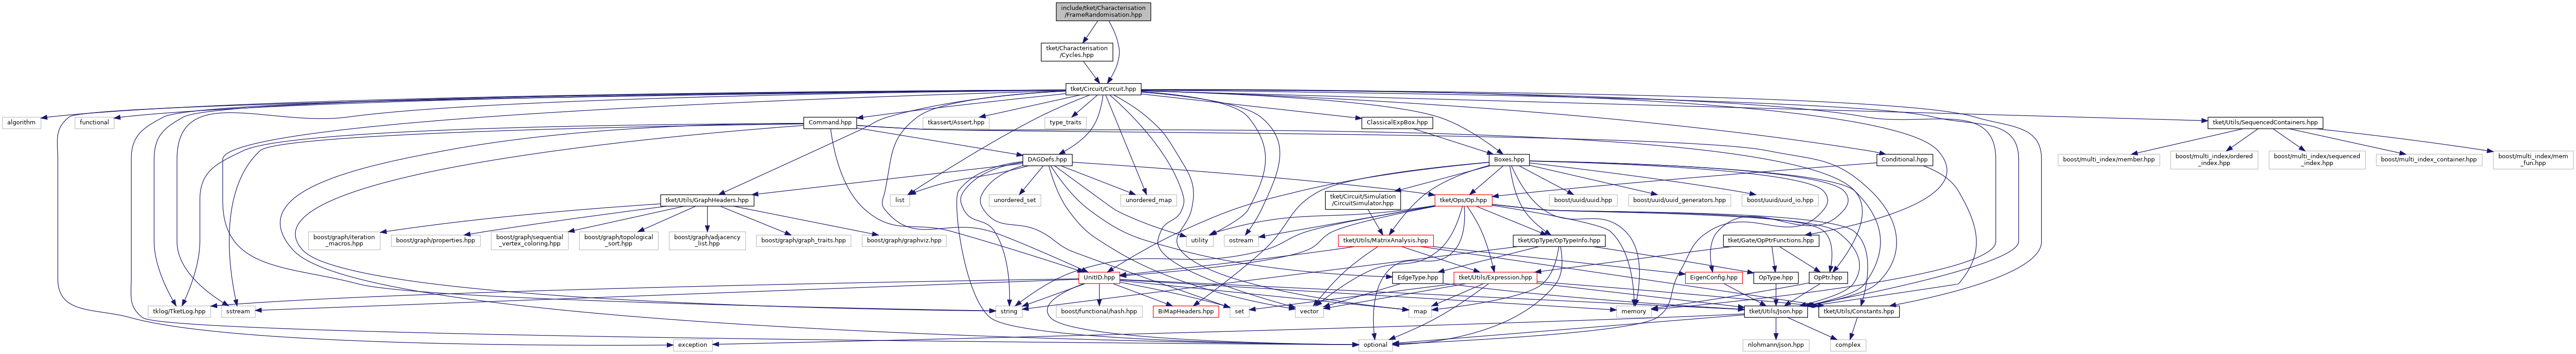 include/tket/Characterisation
/FrameRandomisation.hpp
tket/Characterisation
/Cycles.hpp
tket/Circuit/Circuit.hpp
algorithm
functional
Command.hpp
tkassert/Assert.hpp
type_traits
ClassicalExpBox.hpp
tket/Utils/SequencedContainers.hpp
DAGDefs.hpp
Boxes.hpp
Conditional.hpp
boost/multi_index/member.hpp
boost/multi_index/ordered
_index.hpp
boost/multi_index/sequenced
_index.hpp
boost/multi_index_container.hpp
boost/multi_index/mem
_fun.hpp
tket/Utils/GraphHeaders.hpp
list
unordered_set
unordered_map
tket/Circuit/Simulation
/CircuitSimulator.hpp
tket/Ops/Op.hpp
boost/uuid/uuid.hpp
boost/uuid/uuid_generators.hpp
boost/uuid/uuid_io.hpp
boost/graph/iteration
_macros.hpp
boost/graph/properties.hpp
boost/graph/sequential
_vertex_coloring.hpp
boost/graph/topological
_sort.hpp
boost/graph/adjacency
_list.hpp
boost/graph/graph_traits.hpp
boost/graph/graphviz.hpp
utility
ostream
tket/Utils/MatrixAnalysis.hpp
tket/OpType/OpTypeInfo.hpp
tket/Gate/OpPtrFunctions.hpp
UnitID.hpp
EdgeType.hpp
tket/Utils/Expression.hpp
EigenConfig.hpp
OpType.hpp
OpPtr.hpp
tklog/TketLog.hpp
sstream
string
boost/functional/hash.hpp
BiMapHeaders.hpp
set
vector
map
memory
tket/Utils/Json.hpp
tket/Utils/Constants.hpp
exception
optional
nlohmann/json.hpp
complex